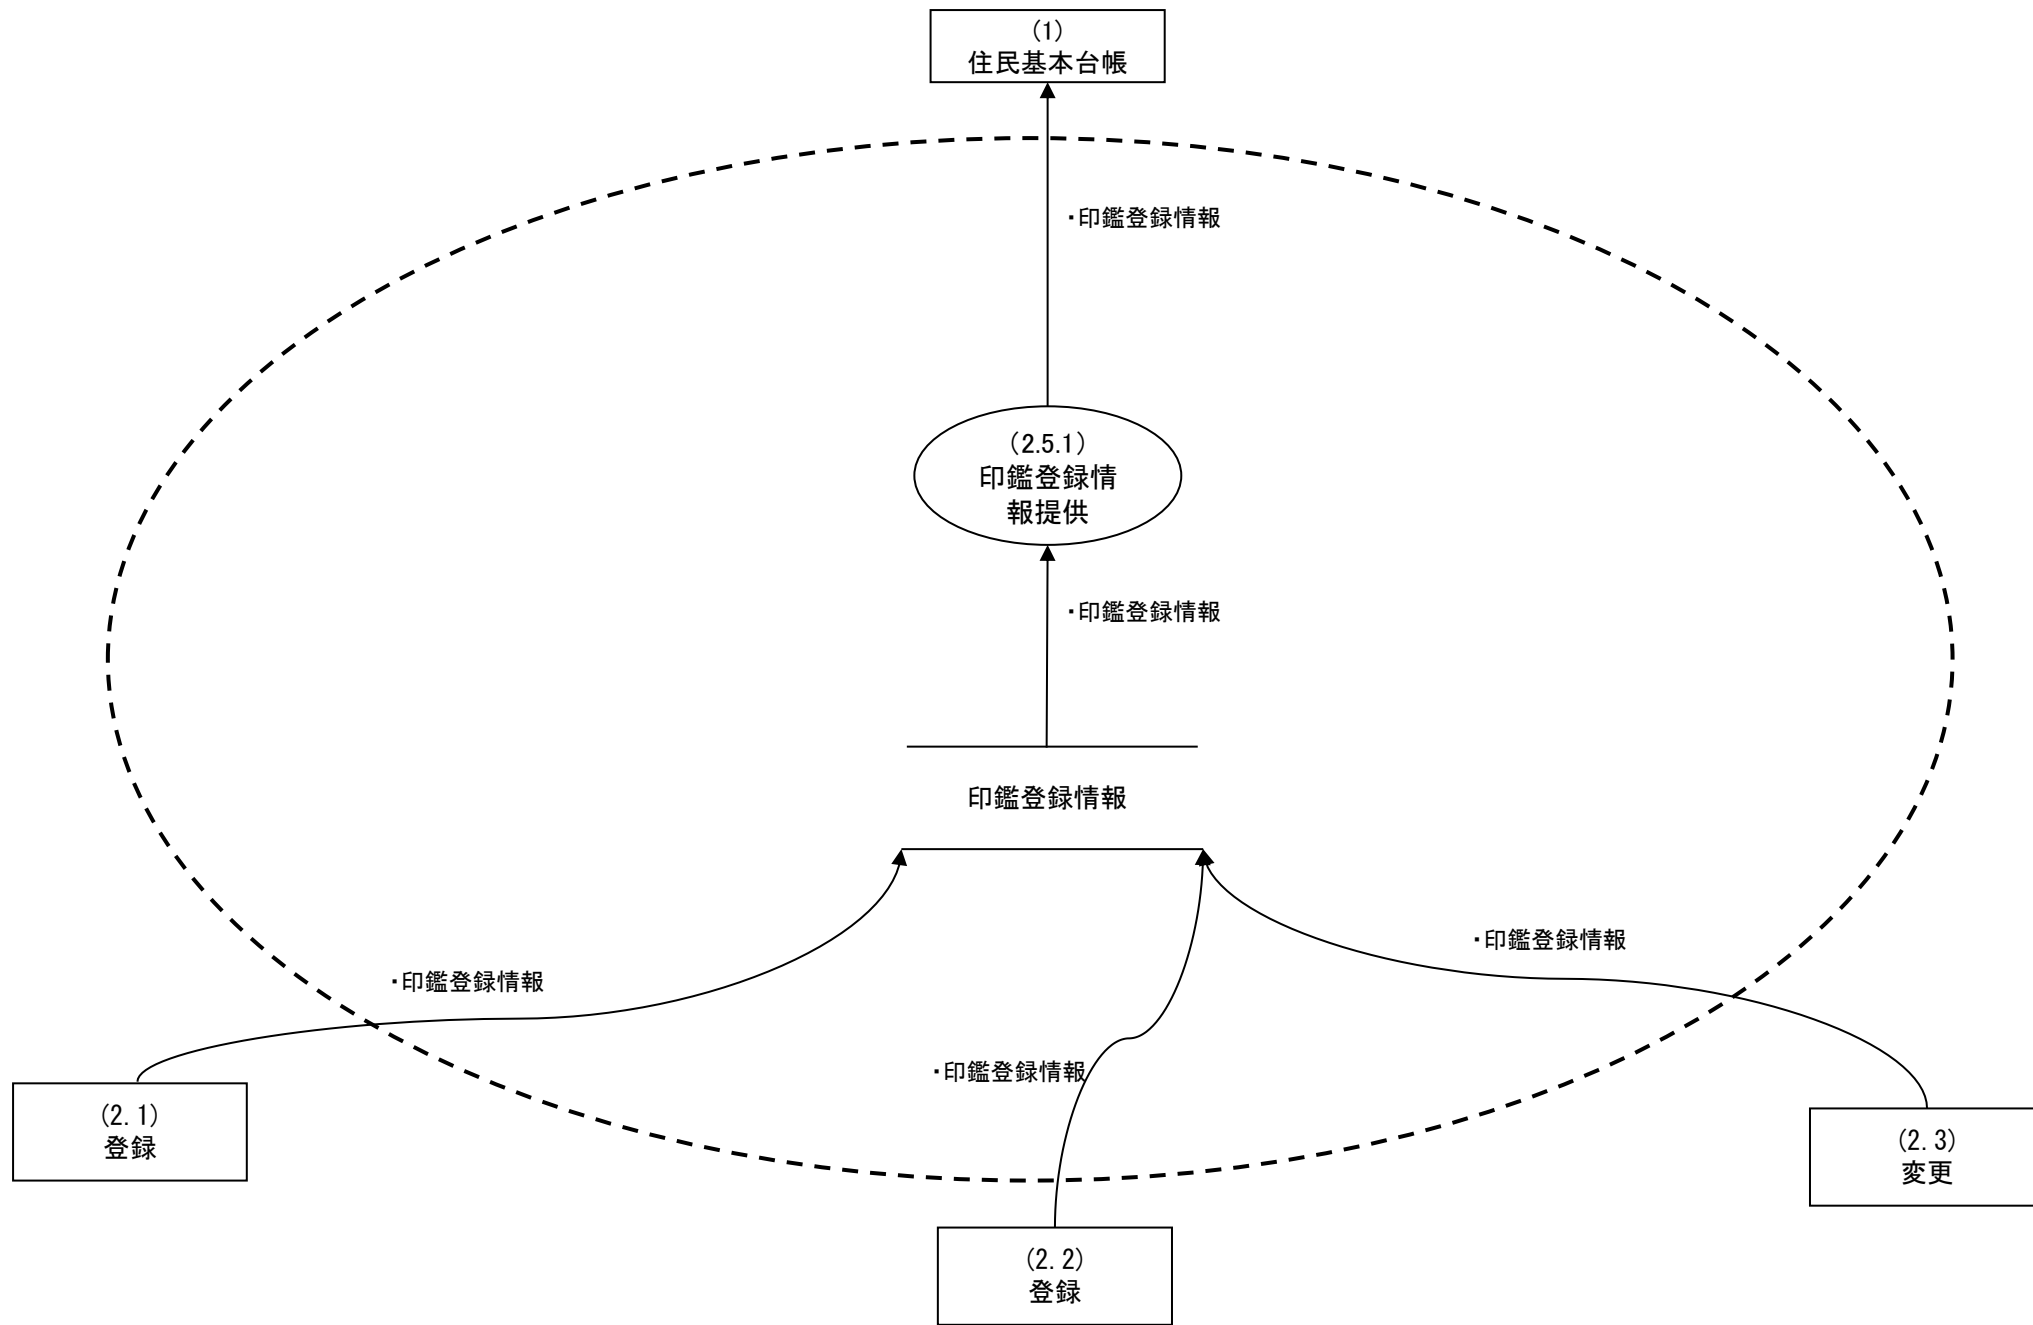 (1)
住民基本台帳
・印鑑登録情報
(2.5.1)
印鑑登録情
報提供
・印鑑登録情報
印鑑登録情報
・印鑑登録情報
・印鑑登録情報
・印鑑登録情報
(2.1)
登録
(2.3)
変更
(2.2)
登録